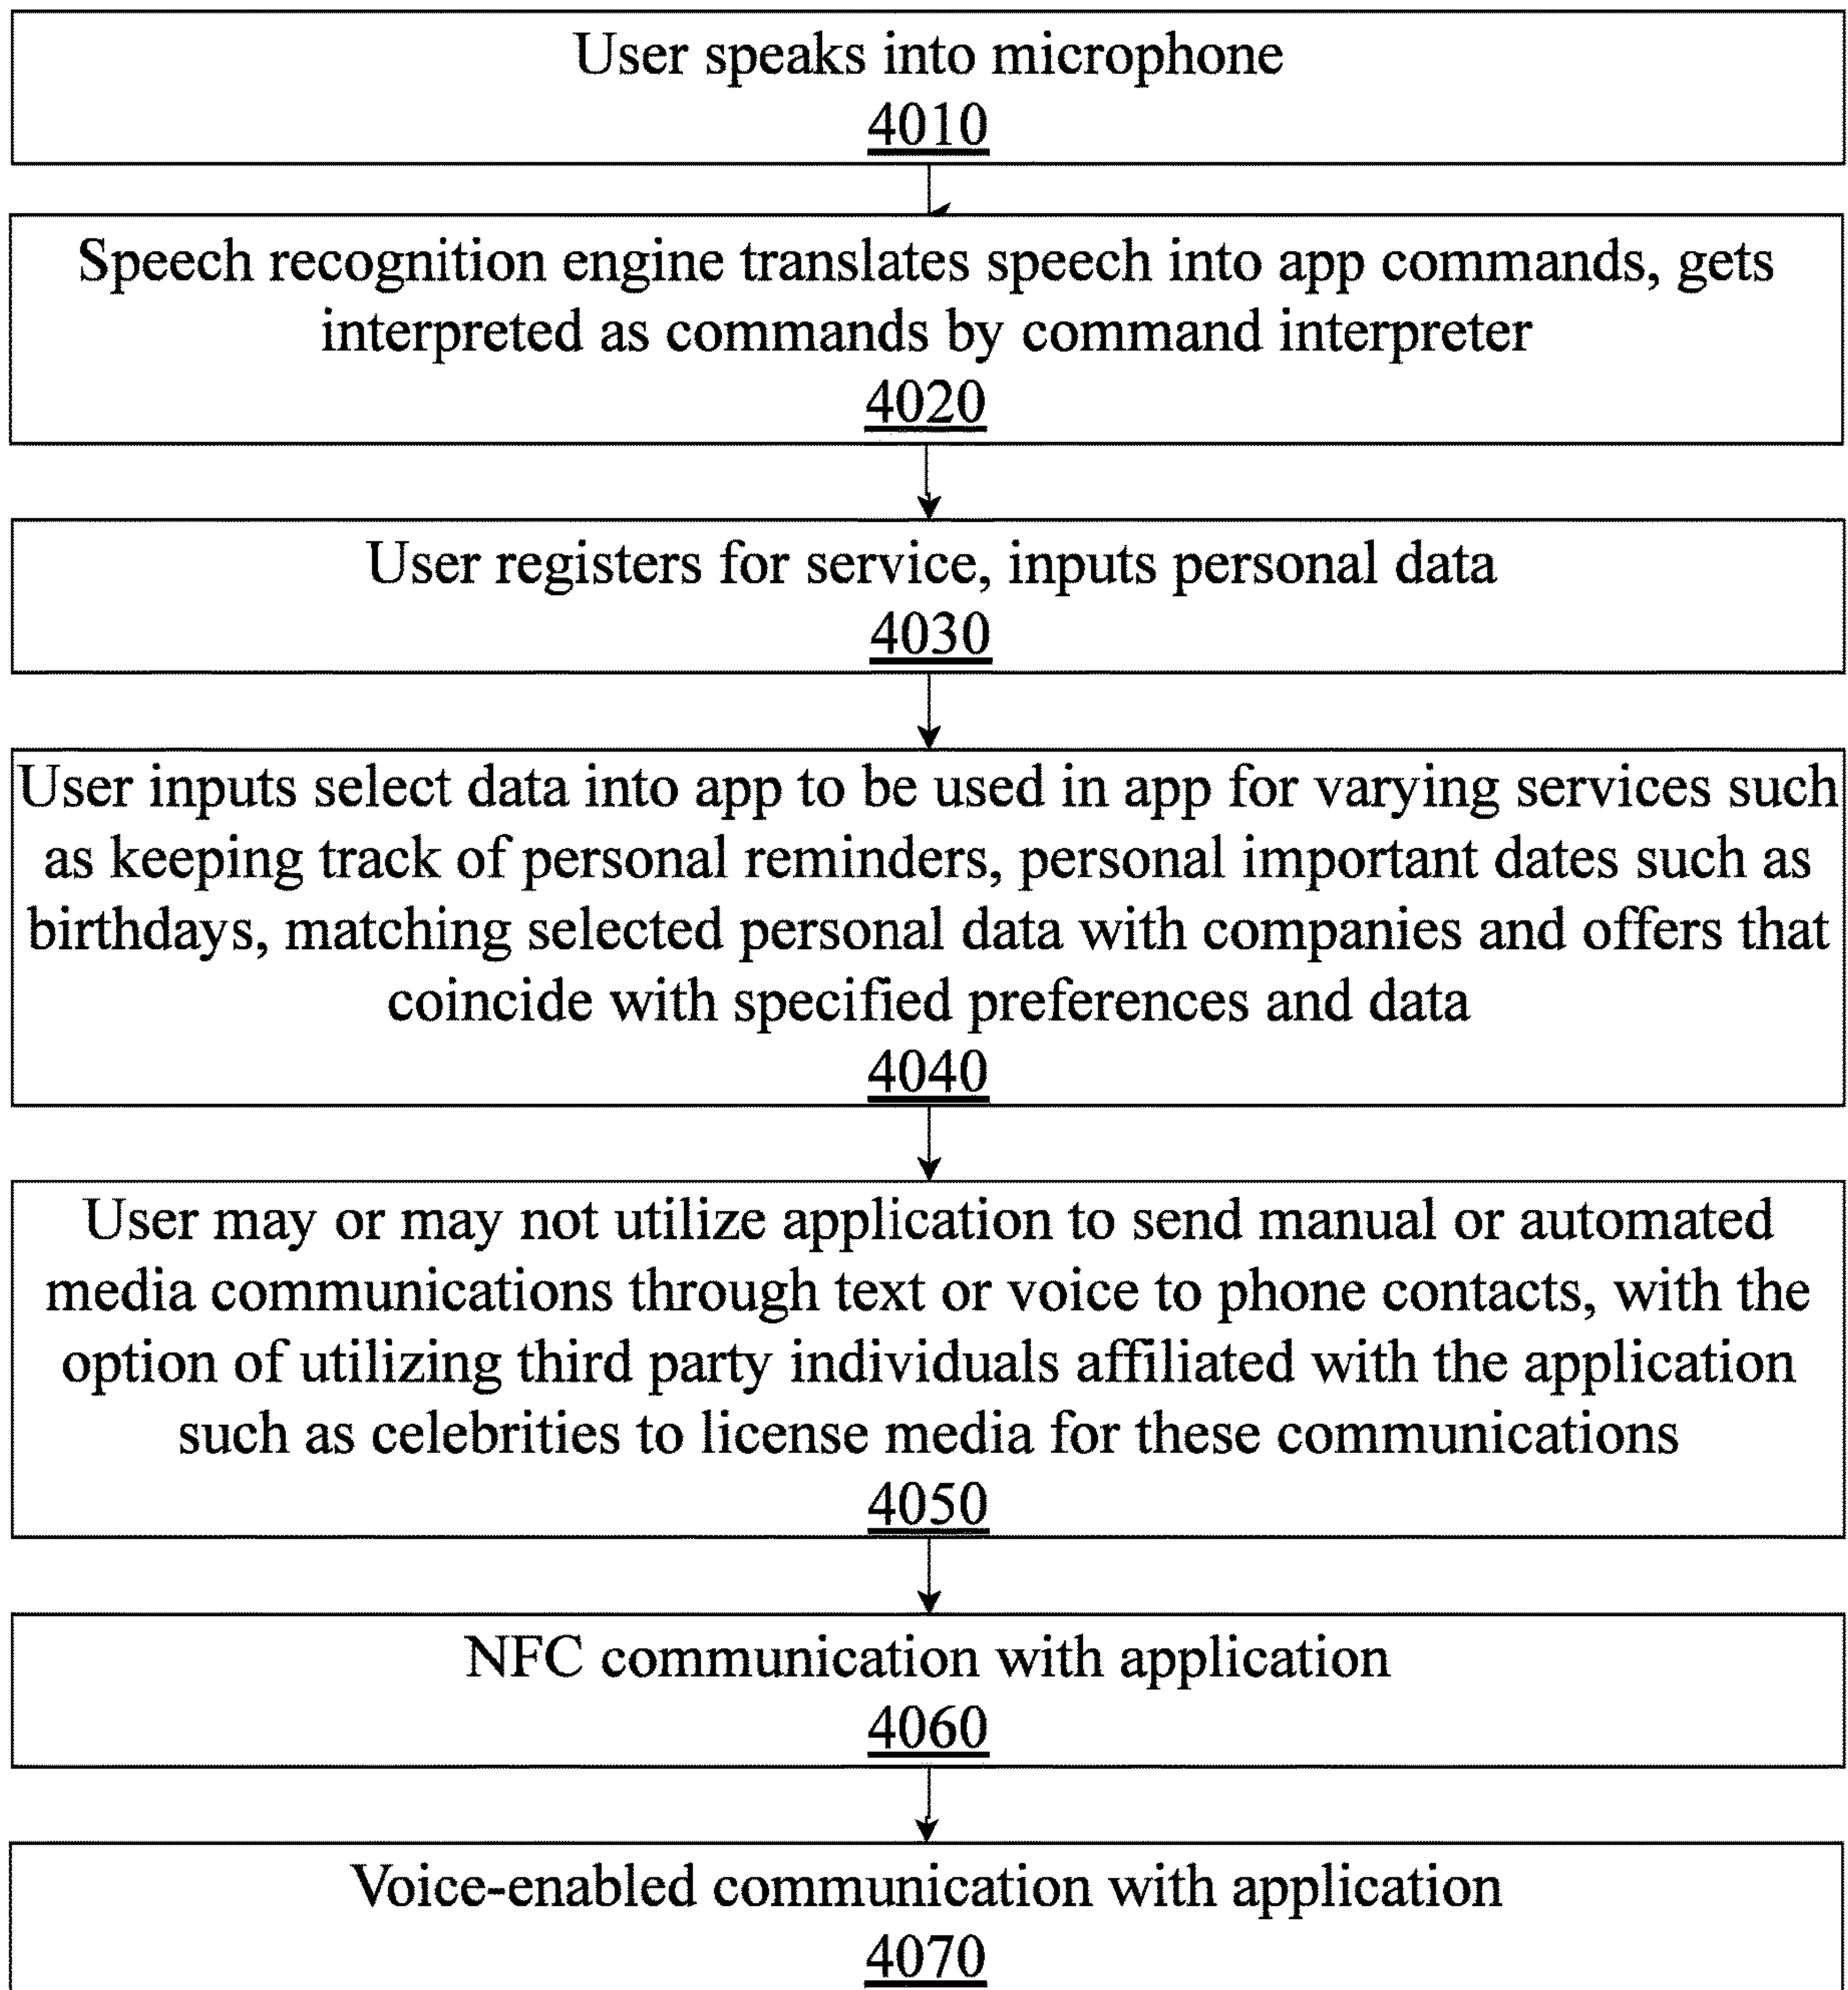 User speaks into microphone
4010
Speech recognition engine translates speech into app commands, gets
interpreted as commands by command interpreter
4020
User registers for service, inputs personal data
4030
User inputs select data into app to be used in app for varying services such
as keeping track of personal reminders, personal important dates such as
birthdays, matching selected personal data with companies and offers that
coincide with specified preferences and data
4040
User may or may not utilize application to send manual or automated
media communications through text or voice to phone contacts, with the
option of utilizing third party individuals affiliated with the application
such as celebrities to license media for these communications
4050
NFC communication with application
4060
Voice-enabled communication with application
4070